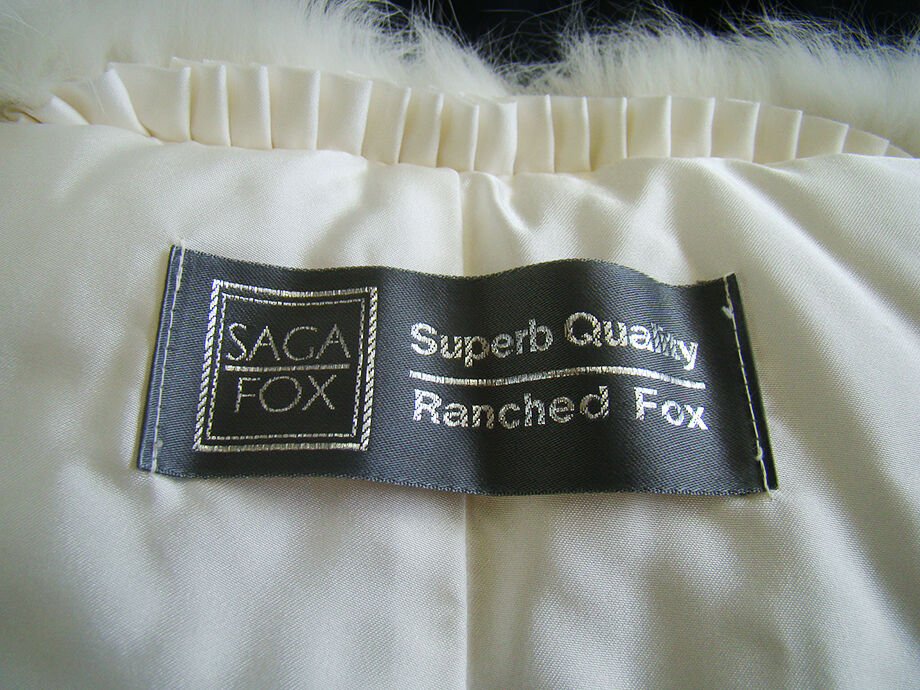 SAGA
FOX
Superb Quality
Ranched Fox